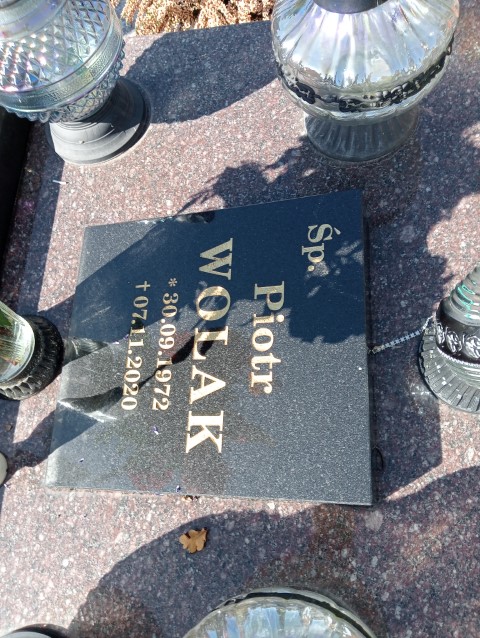 Śp.
Piotr
WOLAK
* 30.09.1972
† 07.11.2020